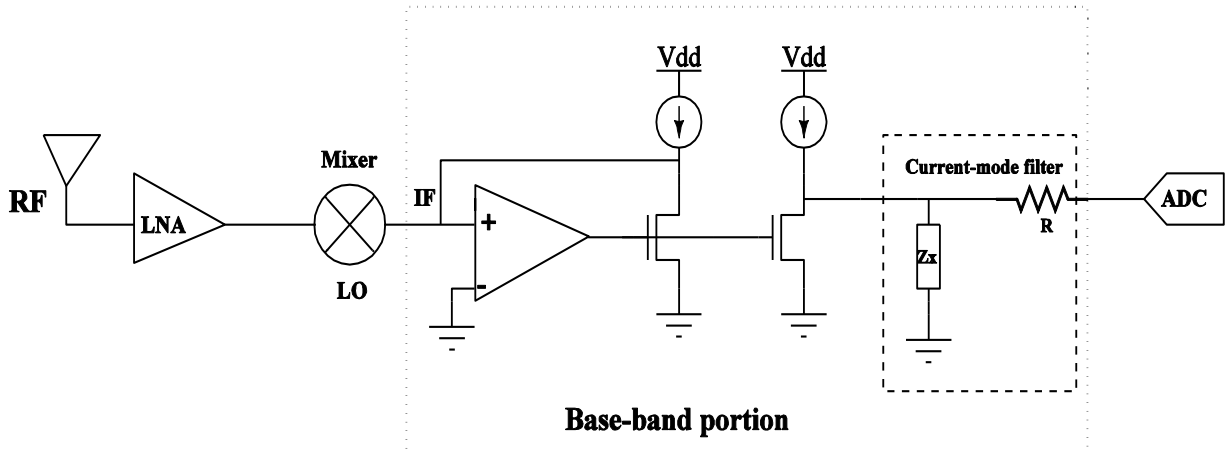 Vdd
Vdd
Mixer
Current-mode filter
RF
LNA
IF
+
-
ADC
R
Zx
LO
Base-band portion